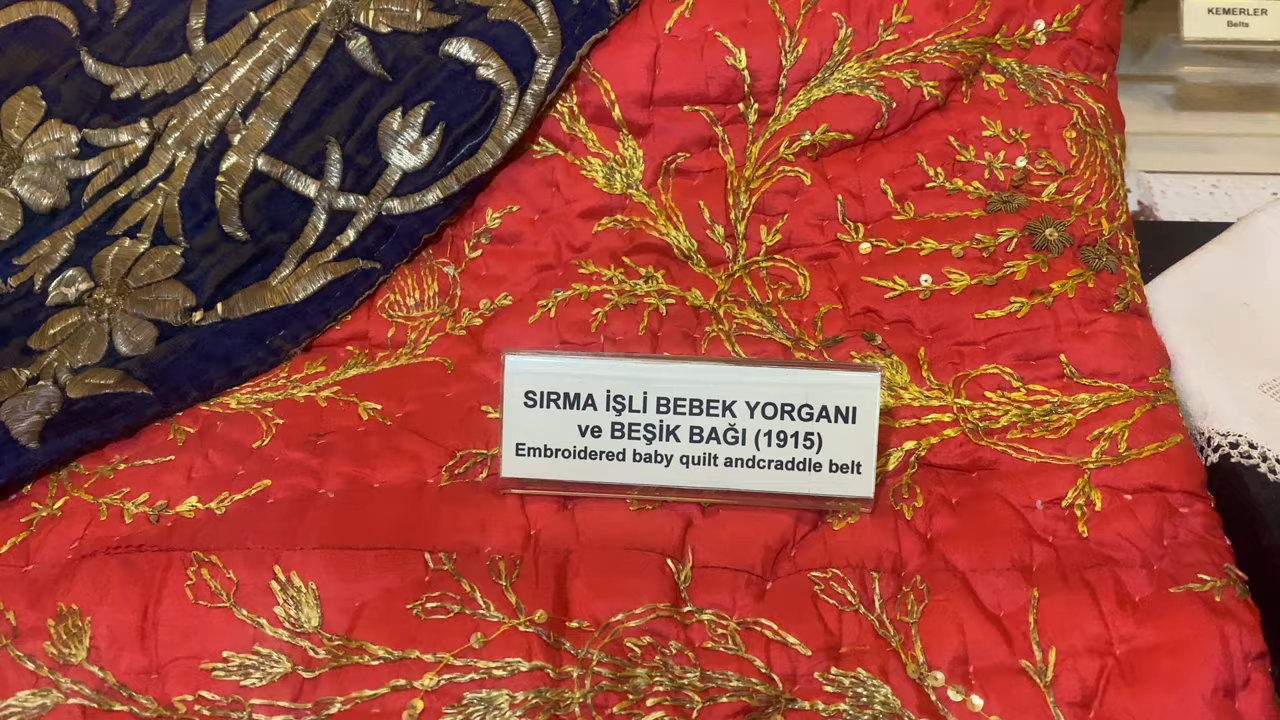 KEMERLER
Belts
SIRMA İŞLİ BEBEK YORGANI
ve BEŞİK BAĞI (1915)
Embroidered baby quilt andcraddle belt